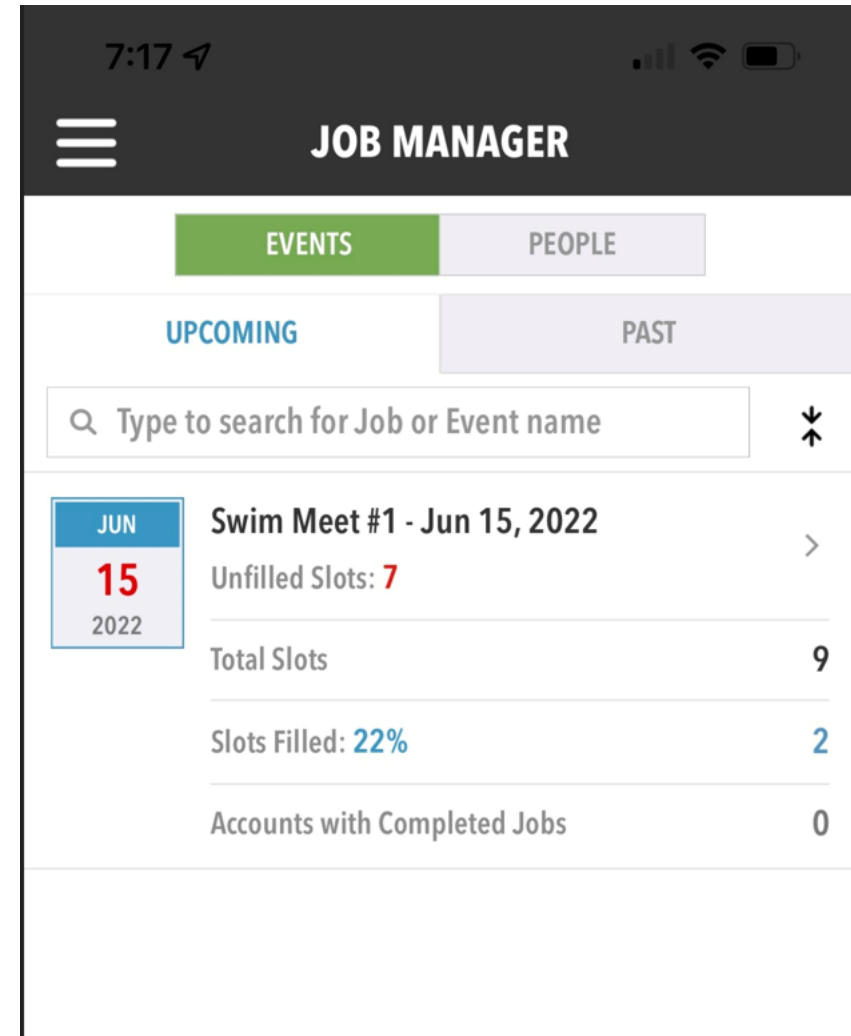 7:17
JOB MANAGER
EVENTS PEOPLE
UPCOMING PAST
Type to search for Job or Event name
JUN
15
2022
Swim Meet #1 - Jun 15, 2022
Unfilled Slots: 7
Total Slots 9
Slots Filled: 22% 2
Accounts with Completed Jobs 0